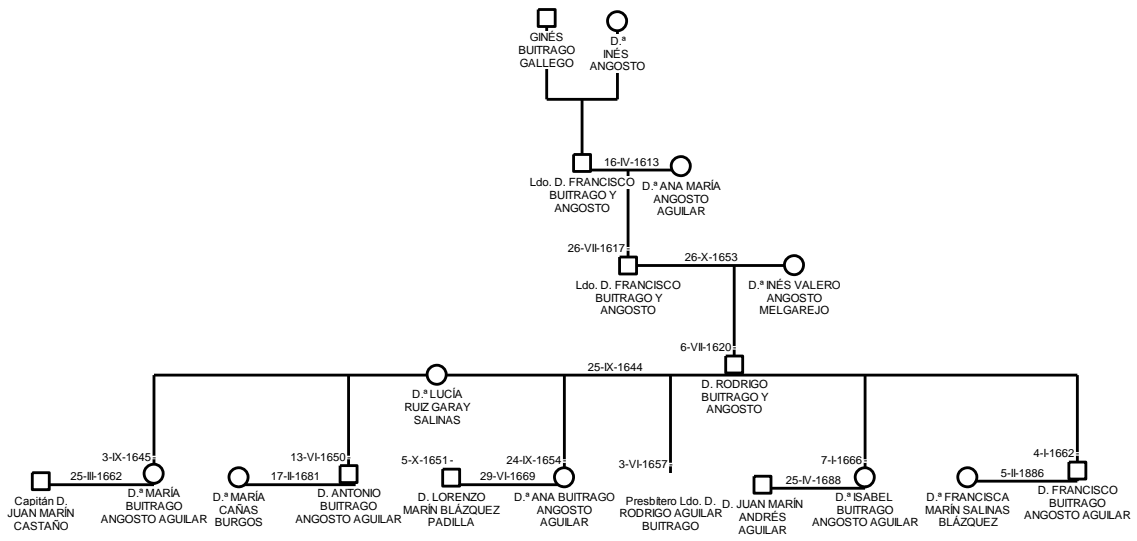 GINÉS
BUITRAGO
GALLEGO
D.ª
INÉS
ANGOSTO
16-IV-1613
Ldo. D. FRANCISCO
BUITRAGO Y
ANGOSTO
D.ª ANA MARÍA
ANGOSTO
AGUILAR
26-VII-1617-
26-X-1653
Ldo. D. FRANCISCO
BUITRAGO Y
ANGOSTO
D.ª INÉS VALERO
ANGOSTO
MELGAREJO
6-VII-1620-
25-IX-1644
D.ª LUCÍA
RUIZ GARAY
SALINAS
D. RODRIGO
BUITRAGO Y
ANGOSTO
3-IX-1645-
25-III-1662
Capitán D.
JUAN MARÍN
CASTAÑO
D.ª MARÍA
BUITRAGO
ANGOSTO AGUILAR
13-VI-1650-
17-II-1681
D.ª MARÍA
CAÑAS
BURGOS
D. ANTONIO
BUITRAGO
ANGOSTO AGUILAR
5-X-1651-
24-IX-1654-
29-VI-1669
D. LORENZO
MARÍN BLÁZQUEZ
PADILLA
D.ª ANA BUITRAGO
ANGOSTO
AGUILAR
3-VI-1657-
Presbítero Ldo. D.
RODRIGO AGUILAR
BUITRAGO
7-I-1666-
25-IV-1688
D. JUAN MARÍN
ANDRÉS
AGUILAR
D.ª ISABEL
BUITRAGO
ANGOSTO AGUILAR
4-I-1662-
5-II-1886
D.ª FRANCISCA
MARÍN SALINAS
BLÁZQUEZ
D. FRANCISCO
BUITRAGO
ANGOSTO AGUILAR